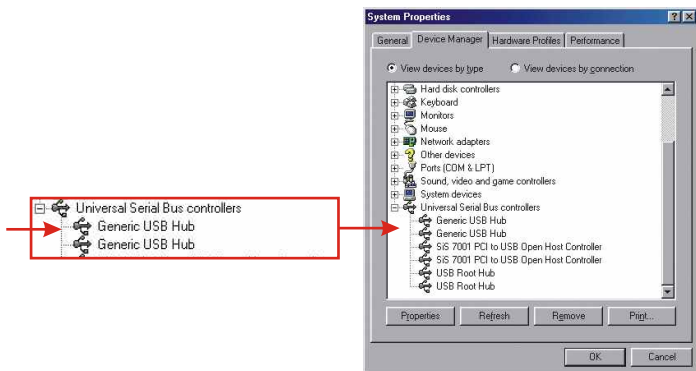 Universal Serial Bus controllers
Generic USB Hub
Generic USB Hub
System Properties
General Device Manager Hardware Profiles Performance
View devices by type View devices by connection
Hard disk controllers
Keyboard
Monitors
Mouse
Network adapters
Other devices
Ports (COM & LPT)
Sound, video and game controllers
System devices
Universal Serial Bus controllers
Generic USB Hub
Generic USB Hub
SiS 7001 PCI to USB Open Host Controller
SiS 7001 PCI to USB Open Host Controller
USB Root Hub
USB Root Hub
Properties Refresh Remove Print...
OK Cancel